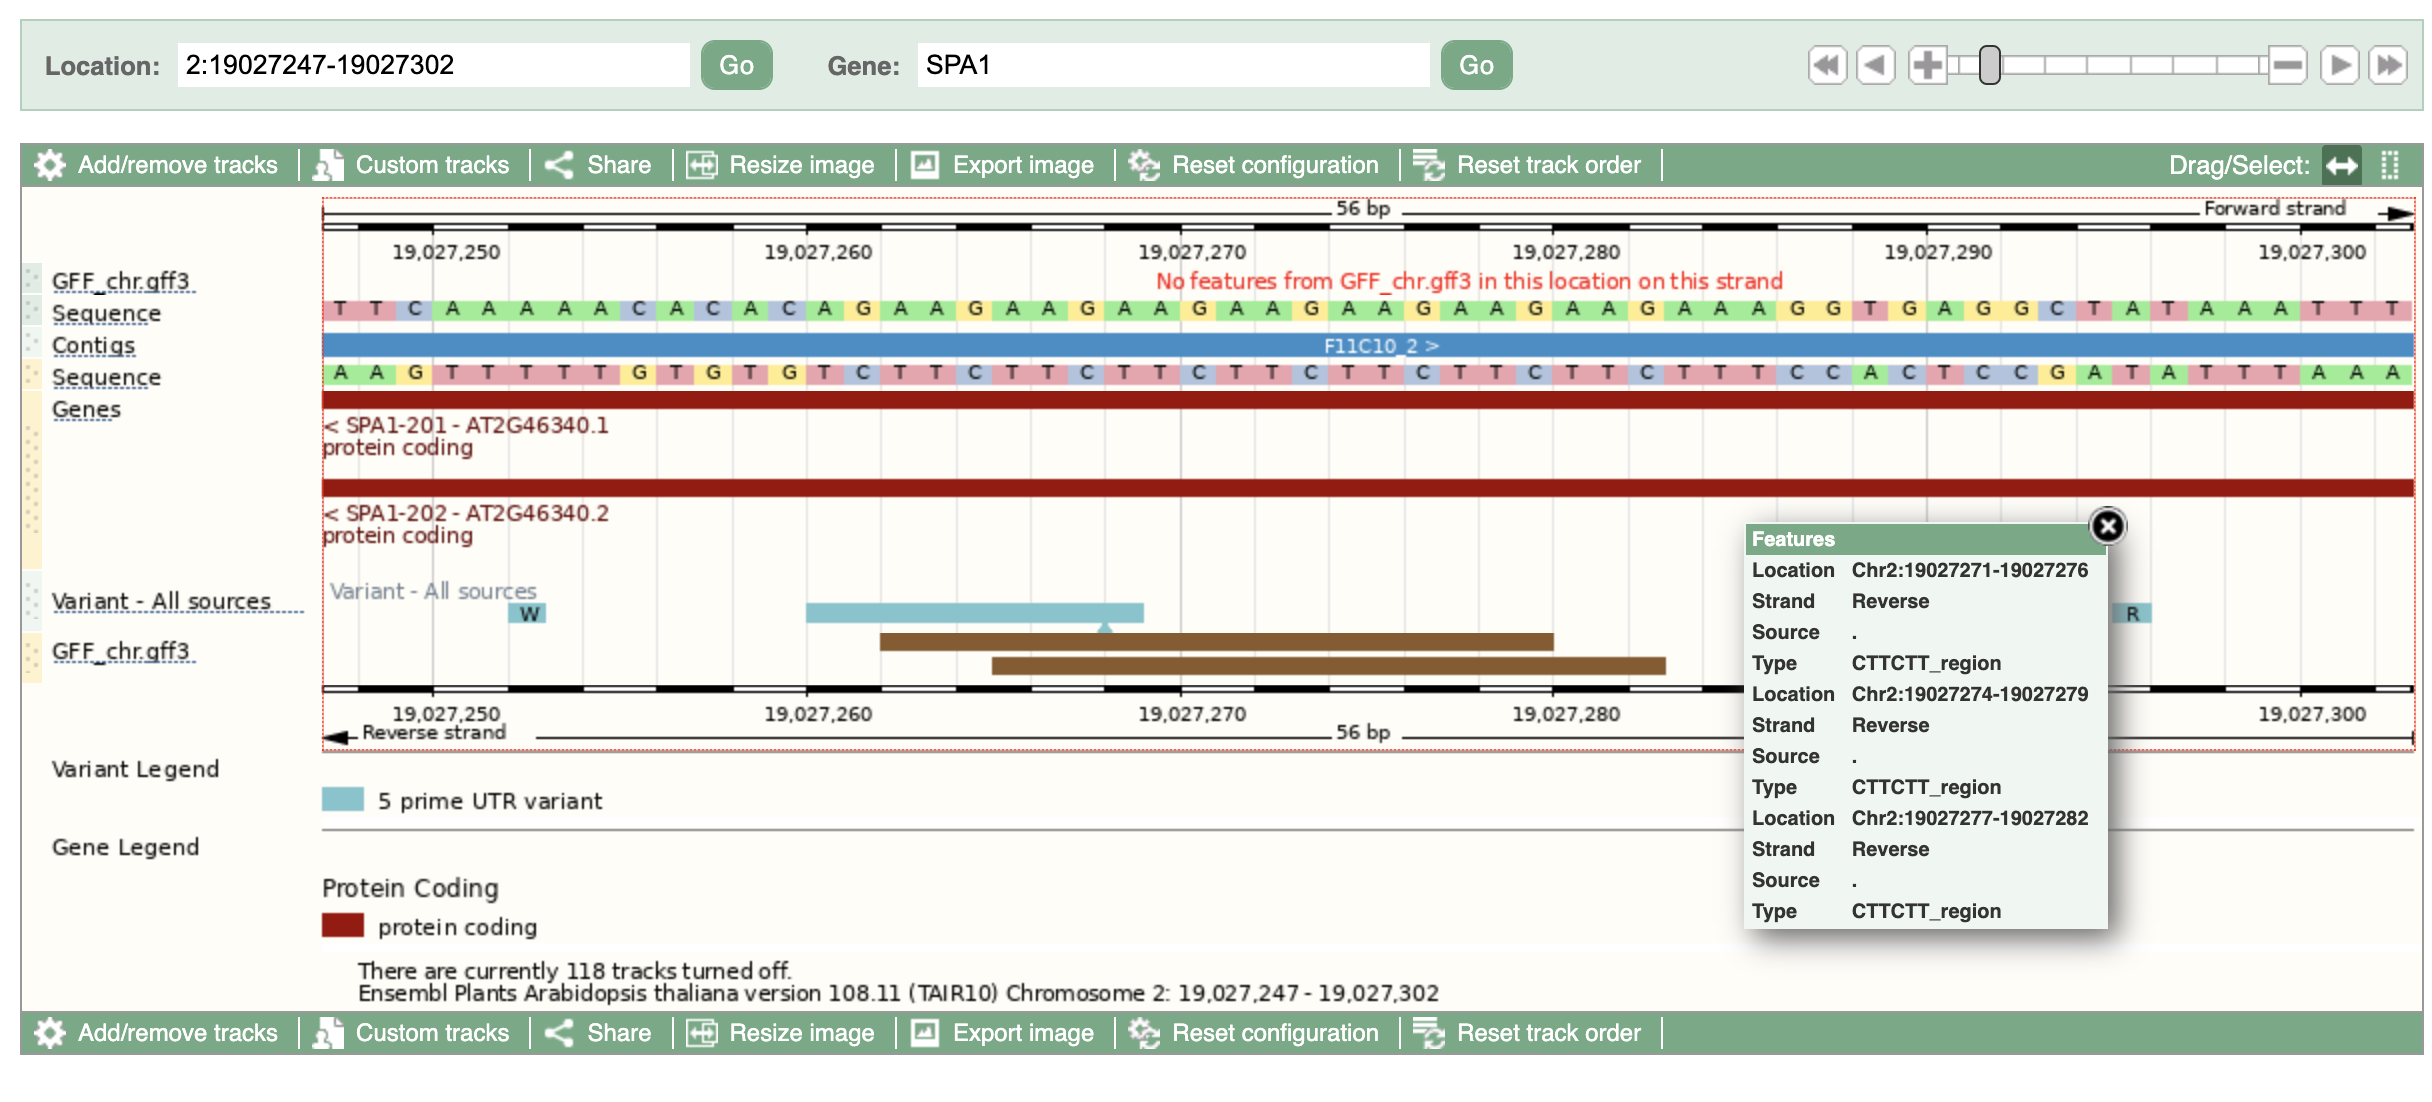 Location: 2:19027247-19027302 Go Gene: SPA1 Go
Add/remove tracks Custom tracks Share Resize image Export image Reset configuration Reset track order Drag/Select:
56 bp Forward strand
19,027,250 19,027,260 19,027,270 19,027,280 19,027,290 19,027,300
GFF_chr.gff3 No features from GFF_chr.gff3 in this location on this strand
Sequence T T C A A A A A C A C A C A G A A G A A G A A G A A G A A G A A G A A G A A A G G T G A G G C T A T A A A T T T
Contigs F11C10_2 >
Sequence A A G T T T T T G T G T G T C T T C T T C T T C T T C T T C T T C T T C T T T C C A C T C C G A T A T T T A A A
Genes
< SPA1-201 - AT2G46340.1
protein coding
< SPA1-202 - AT2G46340.2
protein coding
Variant - All sources
Variant - All sources W R
GFF_chr.gff3
19,027,250 19,027,260 19,027,270 19,027,280 19,027,300
Reverse strand 56 bp
Features
Location Chr2:19027271-19027276
Strand Reverse
Source .
Type CTTCTT_region
Location Chr2:19027274-19027279
Strand Reverse
Source .
Type CTTCTT_region
Location Chr2:19027277-19027282
Strand Reverse
Source .
Type CTTCTT_region
Variant Legend
5 prime UTR variant
Gene Legend
Protein Coding
protein coding
There are currently 118 tracks turned off.
Ensembl Plants Arabidopsis thaliana version 108.11 (TAIR10) Chromosome 2: 19,027,247 - 19,027,302
Add/remove tracks Custom tracks Share Resize image Export image Reset configuration Reset track order